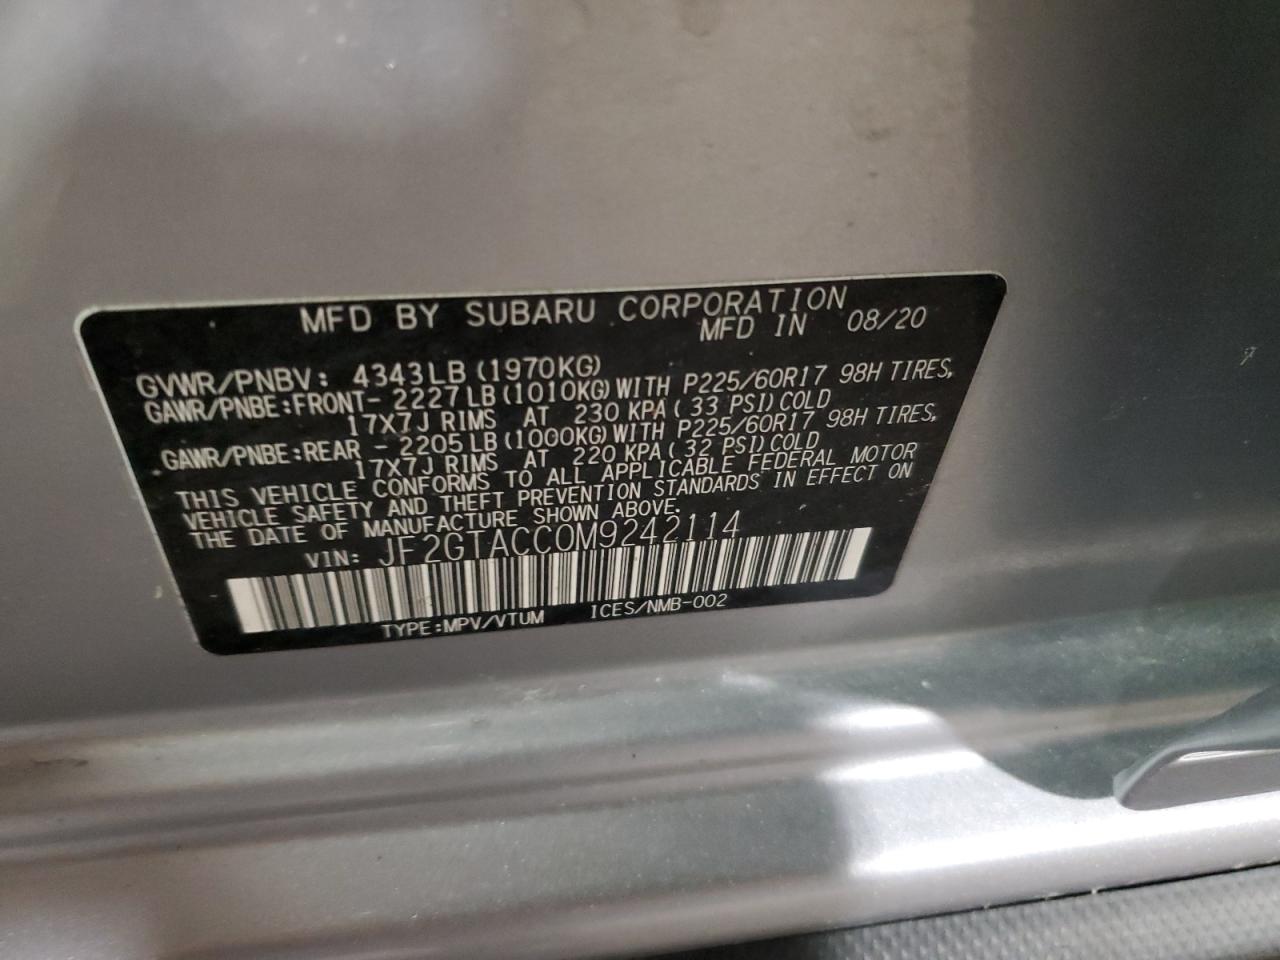 MFD BY SUBARU CORPORATION
MFD IN 08/20
GVWR/PNBV: 4343LB (1970KG)
GAWR/PNBE:FRONT- 2227LB (1010KG) WITH P225/60R17 98H TIRES,
17X7J RIMS AT 230 KPA ( 33 PSI) COLD
GAWR/PNBE:REAR - 2205LB (1000KG) WITH P225/60R17 98H TIRES,
17X7J RIMS AT 220 KPA ( 32 PSI) COLD
THIS VEHICLE CONFORMS TO ALL APPLICABLE FEDERAL MOTOR
VEHICLE SAFETY AND THEFT PREVENTION STANDARDS IN EFFECT ON
THE DATE OF MANUFACTURE SHOWN ABOVE.
VIN: JF2GTACC0M9242114
TYPE:MPV/VTUM ICES/NMB-002